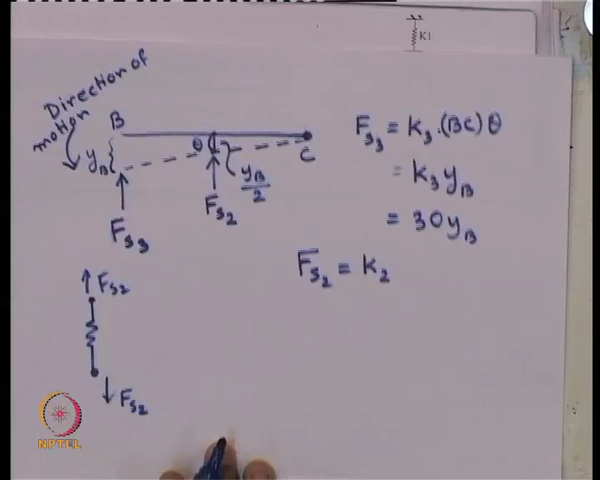 K1
Direction of
motion
B
y_B
θ
C
y_B/2
F_S3
F_S2
F_S3 = K_3 . (BC) θ
= K_3 y_B
= 30 y_B
F_S2 = K_2
F_S2
F_S2
NPTEL